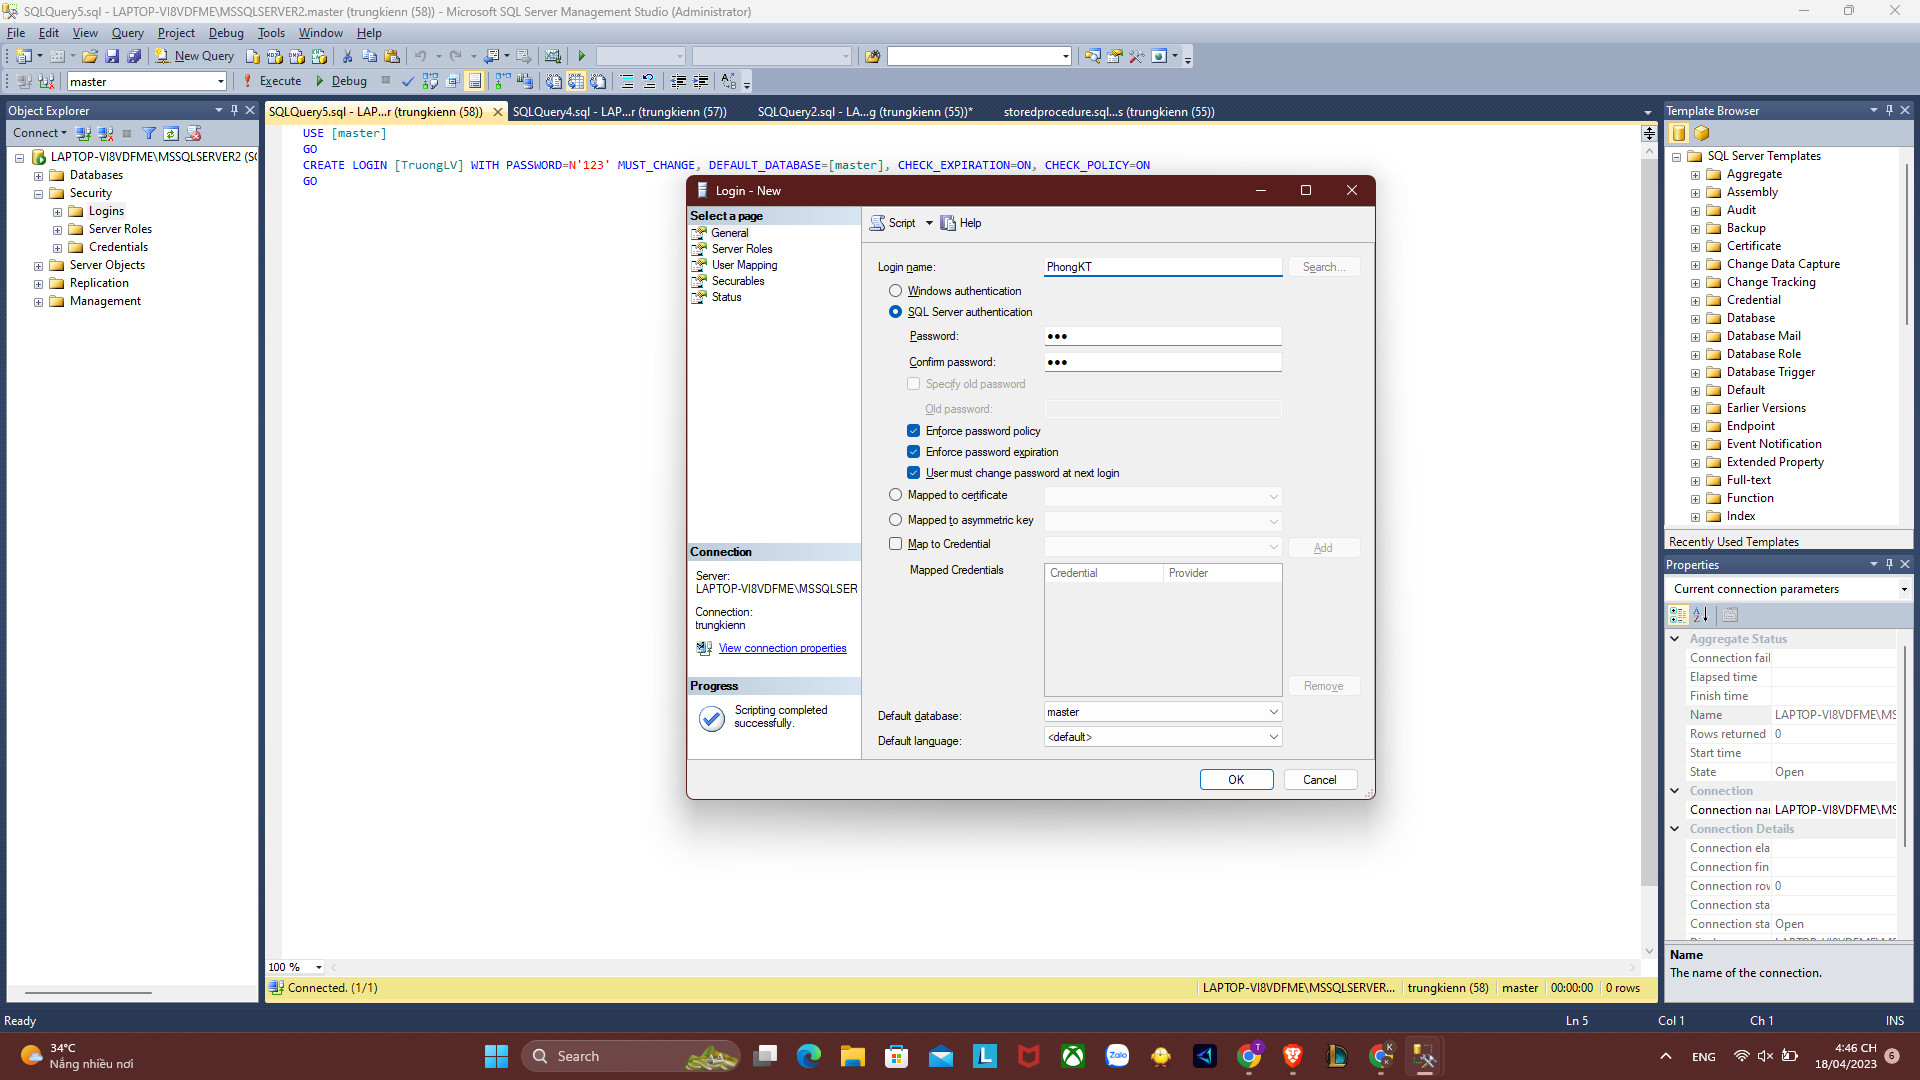 SQLQuery5.sql - LAPTOP-VI8VDFME\MSSQLSERVER2.master (trungkienn (58)) - Microsoft SQL Server Management Studio (Administrator)
File Edit View Query Project Debug Tools Window Help
New Query
master Execute Debug
Object Explorer
Connect
LAPTOP-VI8VDFME\MSSQLSERVER2 (SC
Databases
Security
Logins
Server Roles
Credentials
Server Objects
Replication
Management
SQLQuery5.sql - LAP...r (trungkienn (58)) SQLQuery4.sql - LAP...r (trungkienn (57)) SQLQuery2.sql - LA...g (trungkienn (55))* storedprocedure.sql...s (trungkienn (55))
USE [master]
GO
CREATE LOGIN [TruongLV] WITH PASSWORD=N'123' MUST_CHANGE, DEFAULT_DATABASE=[master], CHECK_EXPIRATION=ON, CHECK_POLICY=ON
GO
Login - New
Select a page
General
Server Roles
User Mapping
Securables
Status
Connection
Server:
LAPTOP-VI8VDFME\MSSQLSER
Connection:
trungkienn
View connection properties
Progress
Scripting completed
successfully.
Script Help
Login name: PhongKT Search...
Windows authentication
SQL Server authentication
Password: ●●●
Confirm password: ●●●
Specify old password
Old password:
Enforce password policy
Enforce password expiration
User must change password at next login
Mapped to certificate
Mapped to asymmetric key
Map to Credential Add
Mapped Credentials Credential Provider
Remove
Default database: master
Default language: <default>
OK Cancel
100 %
Connected. (1/1) LAPTOP-VI8VDFME\MSSQLSERVER... trungkienn (58) master 00:00:00 0 rows
Template Browser
SQL Server Templates
Aggregate
Assembly
Audit
Backup
Certificate
Change Data Capture
Change Tracking
Credential
Database
Database Mail
Database Role
Database Trigger
Default
Earlier Versions
Endpoint
Event Notification
Extended Property
Full-text
Function
Index
Recently Used Templates
Properties
Current connection parameters
Aggregate Status
Connection fail
Elapsed time
Finish time
Name LAPTOP-VI8VDFME\MS
Rows returned 0
Start time
State Open
Connection
Connection nai LAPTOP-VI8VDFME\MS
Connection Details
Connection ela
Connection fin
Connection rov 0
Connection sta
Connection sta Open
Name
The name of the connection.
Ready Ln 5 Col 1 Ch 1 INS
34°C
Nắng nhiều nơi
Search
Zalo
ENG
4:46 CH
18/04/2023
6